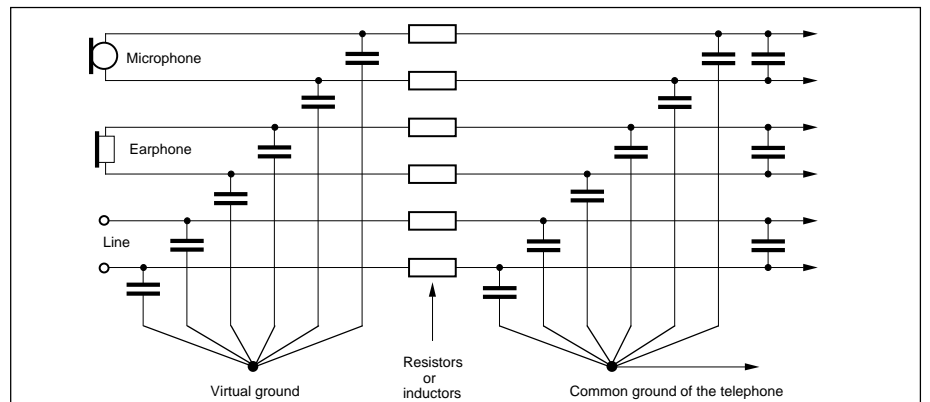 Microphone
Earphone
Line
Virtual ground
Resistors
or
inductors
Common ground of the telephone